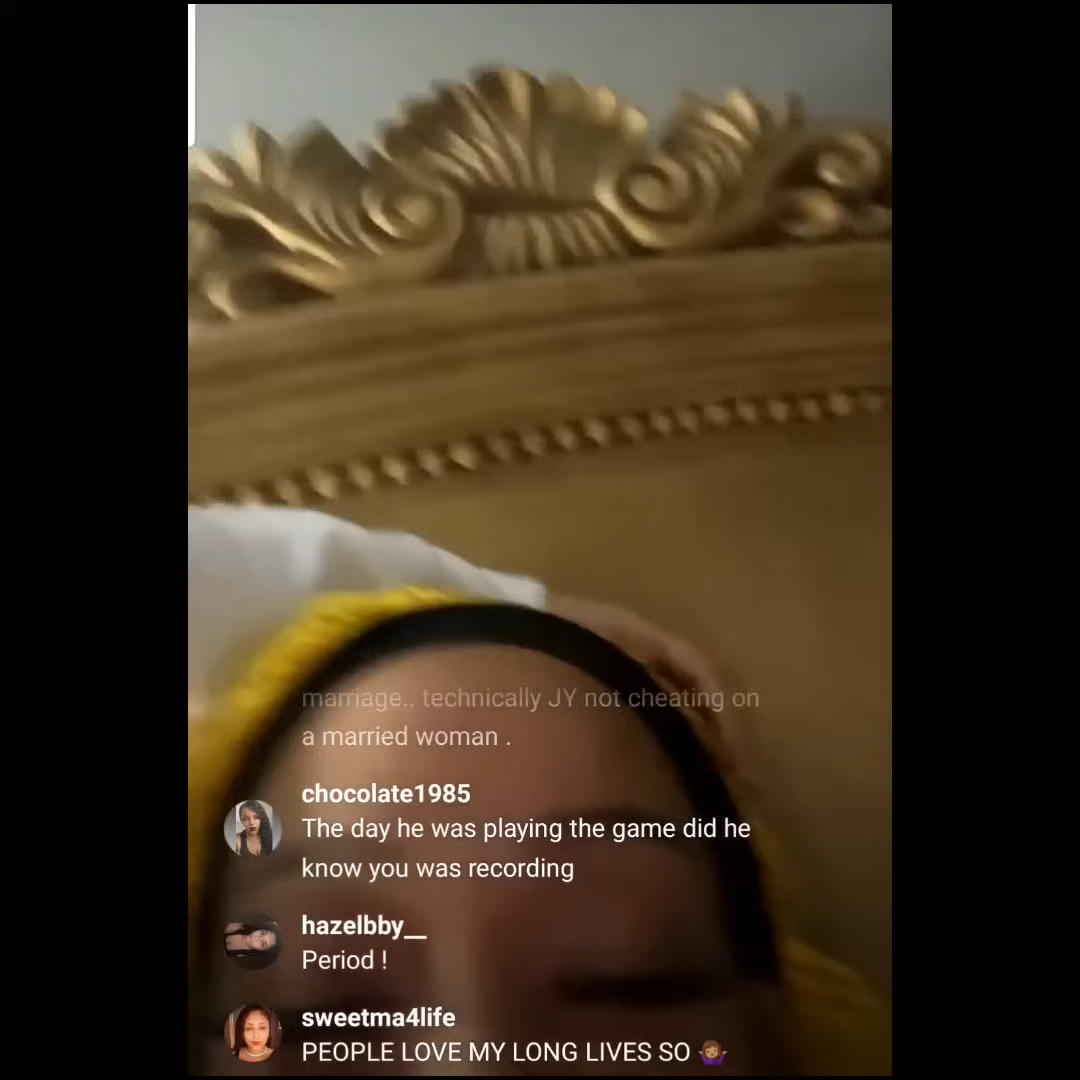 marriage.. technically JY not cheating on
a married woman .
chocolate1985
The day he was playing the game did he
know you was recording
hazelbby__
Period !
sweetma4life
PEOPLE LOVE MY LONG LIVES SO 🤷🏽‍♀️